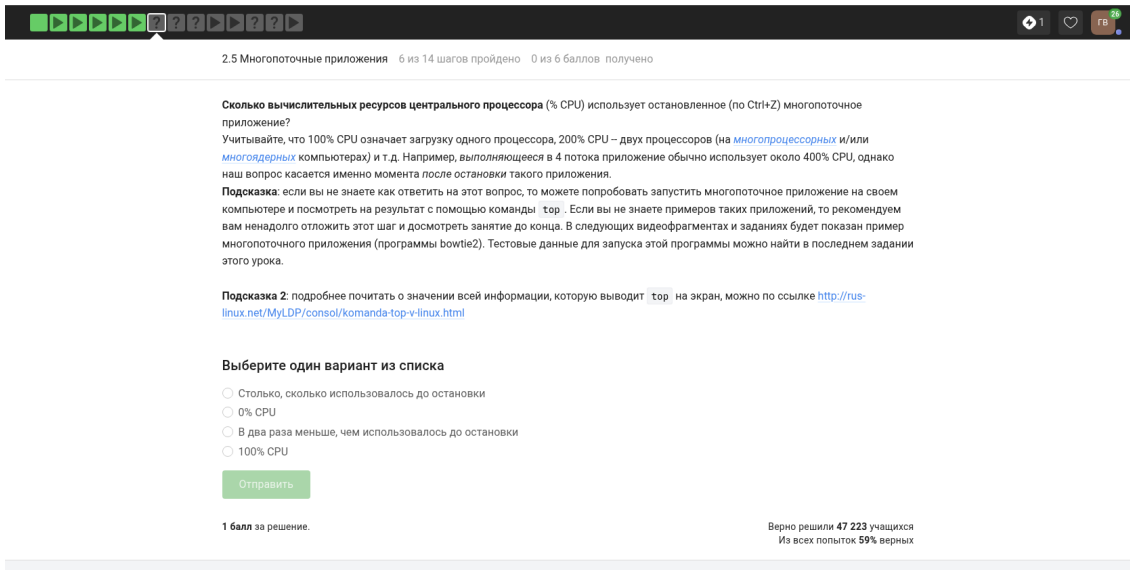 ? ? ? ? ?
1
ГВ
26
2.5 Многопоточные приложения 6 из 14 шагов пройдено 0 из 6 баллов получено
Сколько вычислительных ресурсов центрального процессора (% CPU) использует остановленное (по Ctrl+Z) многопоточное
приложение?
Учитывайте, что 100% CPU означает загрузку одного процессора, 200% CPU – двух процессоров (на многопроцессорных и/или
многоядерных компьютерах) и т.д. Например, выполняющееся в 4 потока приложение обычно использует около 400% CPU, однако
наш вопрос касается именно момента после остановки такого приложения.
Подсказка: если вы не знаете как ответить на этот вопрос, то можете попробовать запустить многопоточное приложение на своем
компьютере и посмотреть на результат с помощью команды top. Если вы не знаете примеров таких приложений, то рекомендуем
вам ненадолго отложить этот шаг и досмотреть занятие до конца. В следующих видеофрагментах и заданиях будет показан пример
многопоточного приложения (программы bowtie2). Тестовые данные для запуска этой программы можно найти в последнем задании
этого урока.
Подсказка 2: подробнее почитать о значении всей информации, которую выводит top на экран, можно по ссылке http://rus-
linux.net/MyLDP/consol/komanda-top-v-linux.html
Выберите один вариант из списка
Столько, сколько использовалось до остановки
0% CPU
В два раза меньше, чем использовалось до остановки
100% CPU
Отправить
1 балл за решение.
Верно решили 47 223 учащихся
Из всех попыток 59% верных